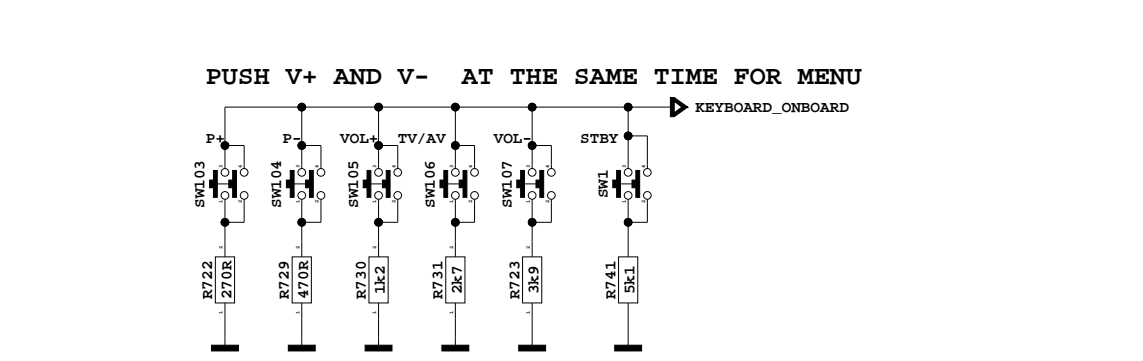 PUSH V+ AND V-  AT THE SAME TIME FOR MENU
KEYBOARD_ONBOARD
P+ P- VOL+ TV/AV VOL- STBY
SW103 SW104 SW105 SW106 SW107 SW1
R722 270R R729 470R R730 1k2 R731 2k7 R723 3k9 R741 5k1